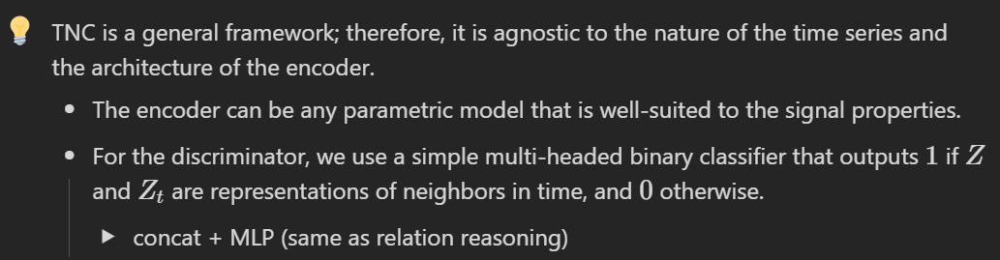 TNC is a general framework; therefore, it is agnostic to the nature of the time series and
the architecture of the encoder.
• The encoder can be any parametric model that is well-suited to the signal properties.
• For the discriminator, we use a simple multi-headed binary classifier that outputs 1 if Z
and Z_t are representations of neighbors in time, and 0 otherwise.
▶ concat + MLP (same as relation reasoning)